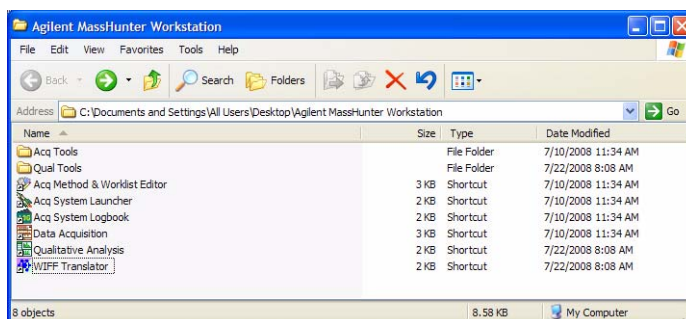 Agilent MassHunter Workstation
File Edit View Favorites Tools Help
Back Search Folders
Address C:\Documents and Settings\All Users\Desktop\Agilent MassHunter Workstation Go
Name Size Type Date Modified
Acq Tools File Folder 7/10/2008 11:34 AM
Qual Tools File Folder 7/22/2008 8:08 AM
Acq Method & Worklist Editor 3 KB Shortcut 7/10/2008 11:34 AM
Acq System Launcher 2 KB Shortcut 7/10/2008 11:34 AM
Acq System Logbook 2 KB Shortcut 7/10/2008 11:34 AM
Data Acquisition 3 KB Shortcut 7/10/2008 11:34 AM
Qualitative Analysis 2 KB Shortcut 7/22/2008 8:08 AM
WIFF Translator 2 KB Shortcut 7/22/2008 8:08 AM
8 objects 8.58 KB My Computer